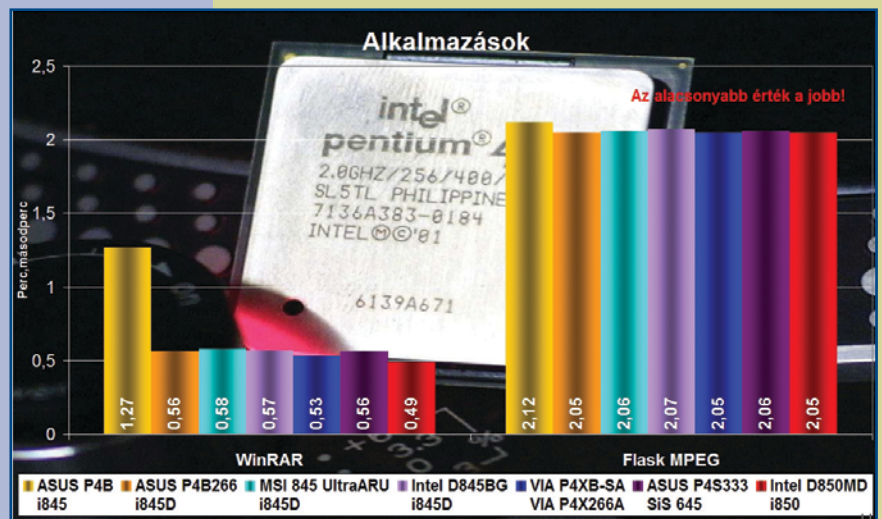 Alkalmazások
2,5
Az alacsonyabb érték a jobb!
2
1,5
1
0,5
0
Perc,másodperc
intel®
pentium® 4
2.0GHZ/256/400/
SL5TL PHILIPPINE
7136A383-0184
INTEL Ⓜ©'01
6139A671
1,27
0,56
0,58
0,57
0,53
0,56
0,49
2,12
2,05
2,06
2,07
2,05
2,06
2,05
WinRAR
Flask MPEG
ASUS P4B i845
ASUS P4B266 i845D
MSI 845 UltraARU i845D
Intel D845BG i845D
VIA P4XB-SA VIA P4X266A
ASUS P4S333 SiS 645
Intel D850MD i850